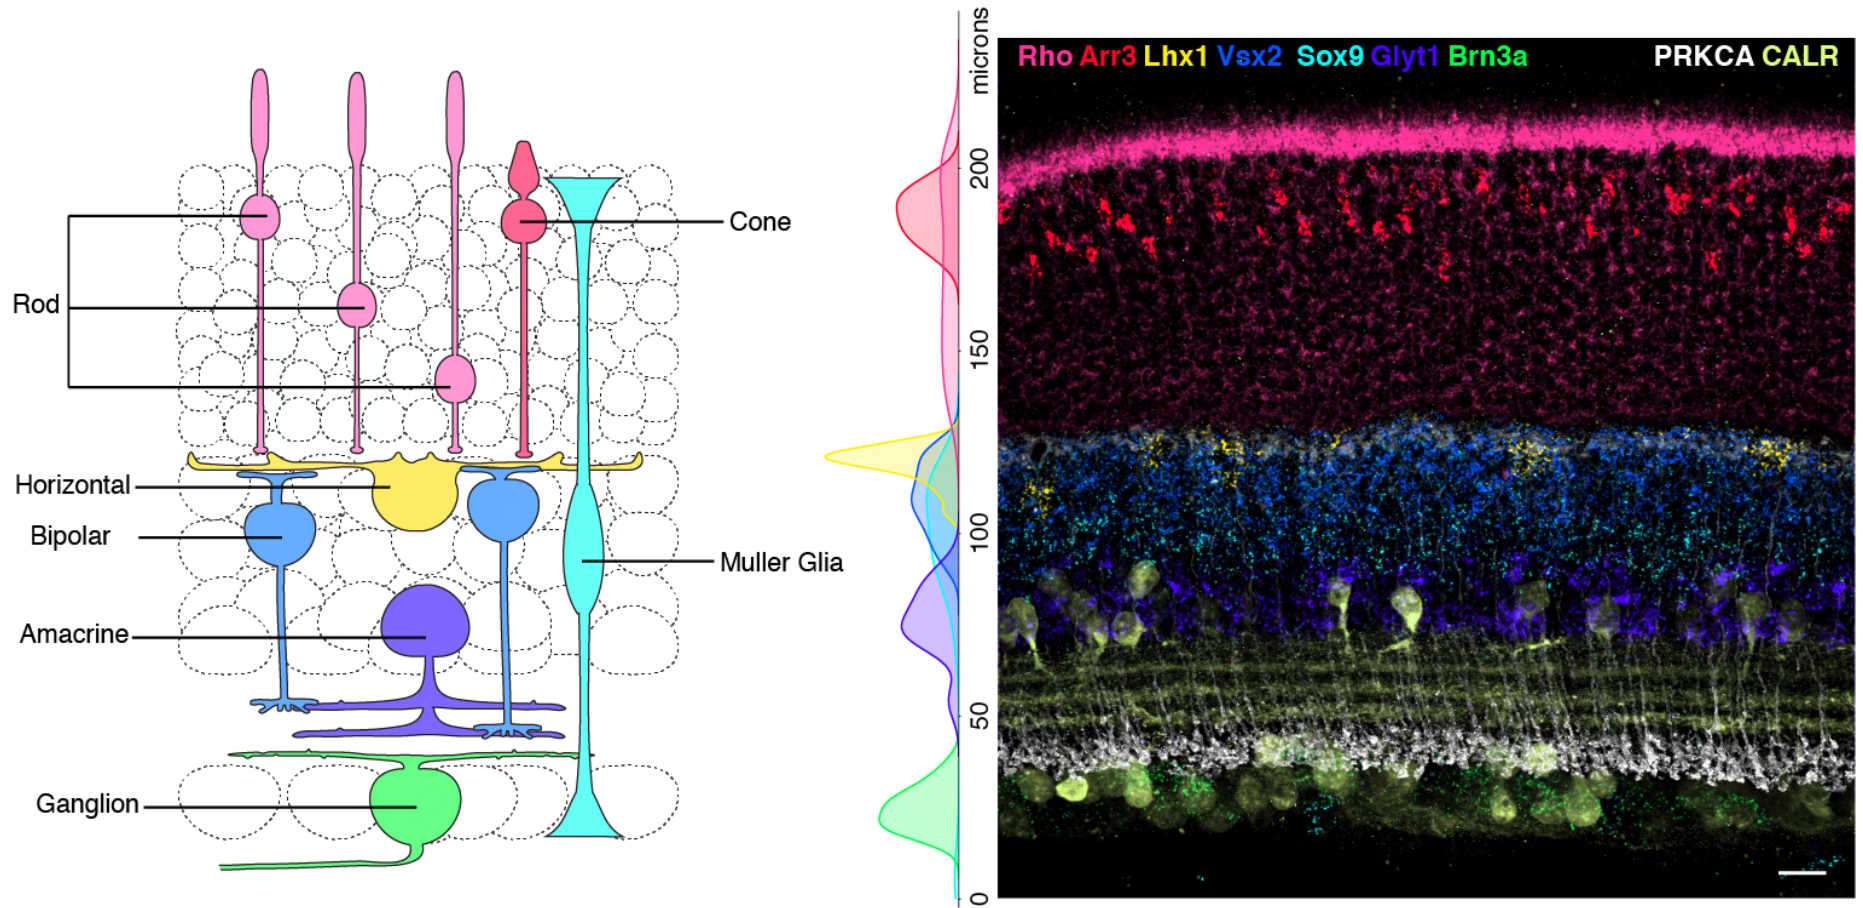 Rho Arr3 Lhx1 Vsx2 Sox9 Glyt1 Brn3a PRKCA CALR
microns
200
150
100
50
0
Cone
Rod
Horizontal
Bipolar
Muller Glia
Amacrine
Ganglion